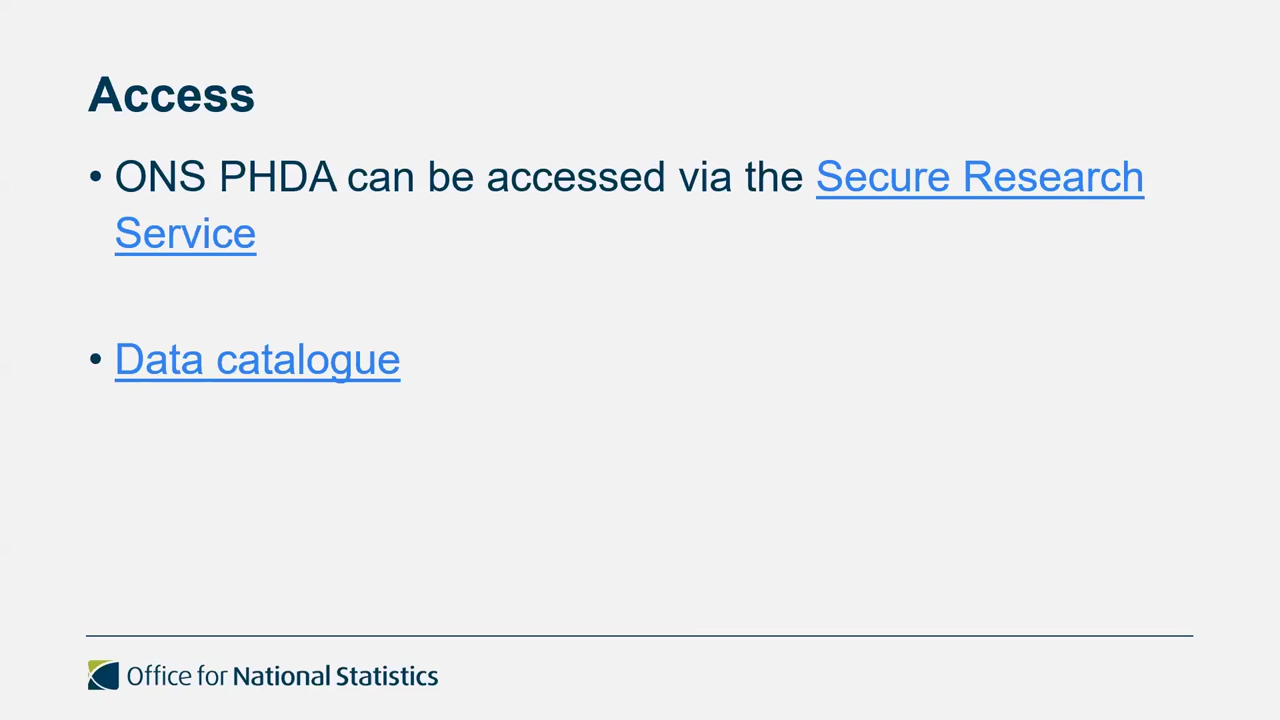 Access
• ONS PHDA can be accessed via the Secure Research
Service
• Data catalogue
Office for National Statistics